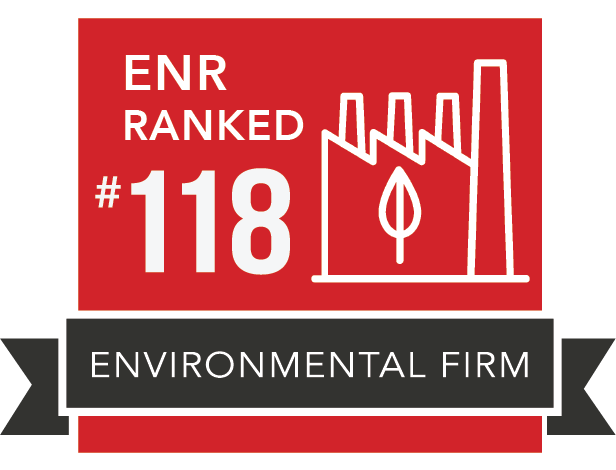 ENR
RANKED
#118
ENVIRONMENTAL FIRM